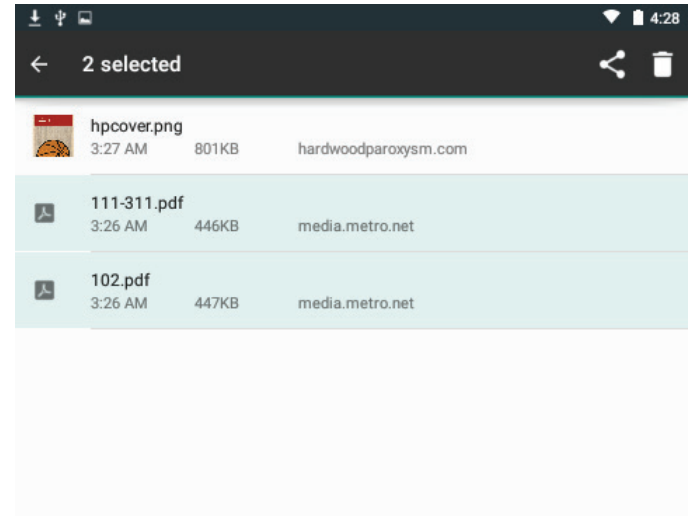 4:28
2 selected
hpcover.png
3:27 AM 801KB hardwoodparoxysm.com
111-311.pdf
3:26 AM 446KB media.metro.net
102.pdf
3:26 AM 447KB media.metro.net